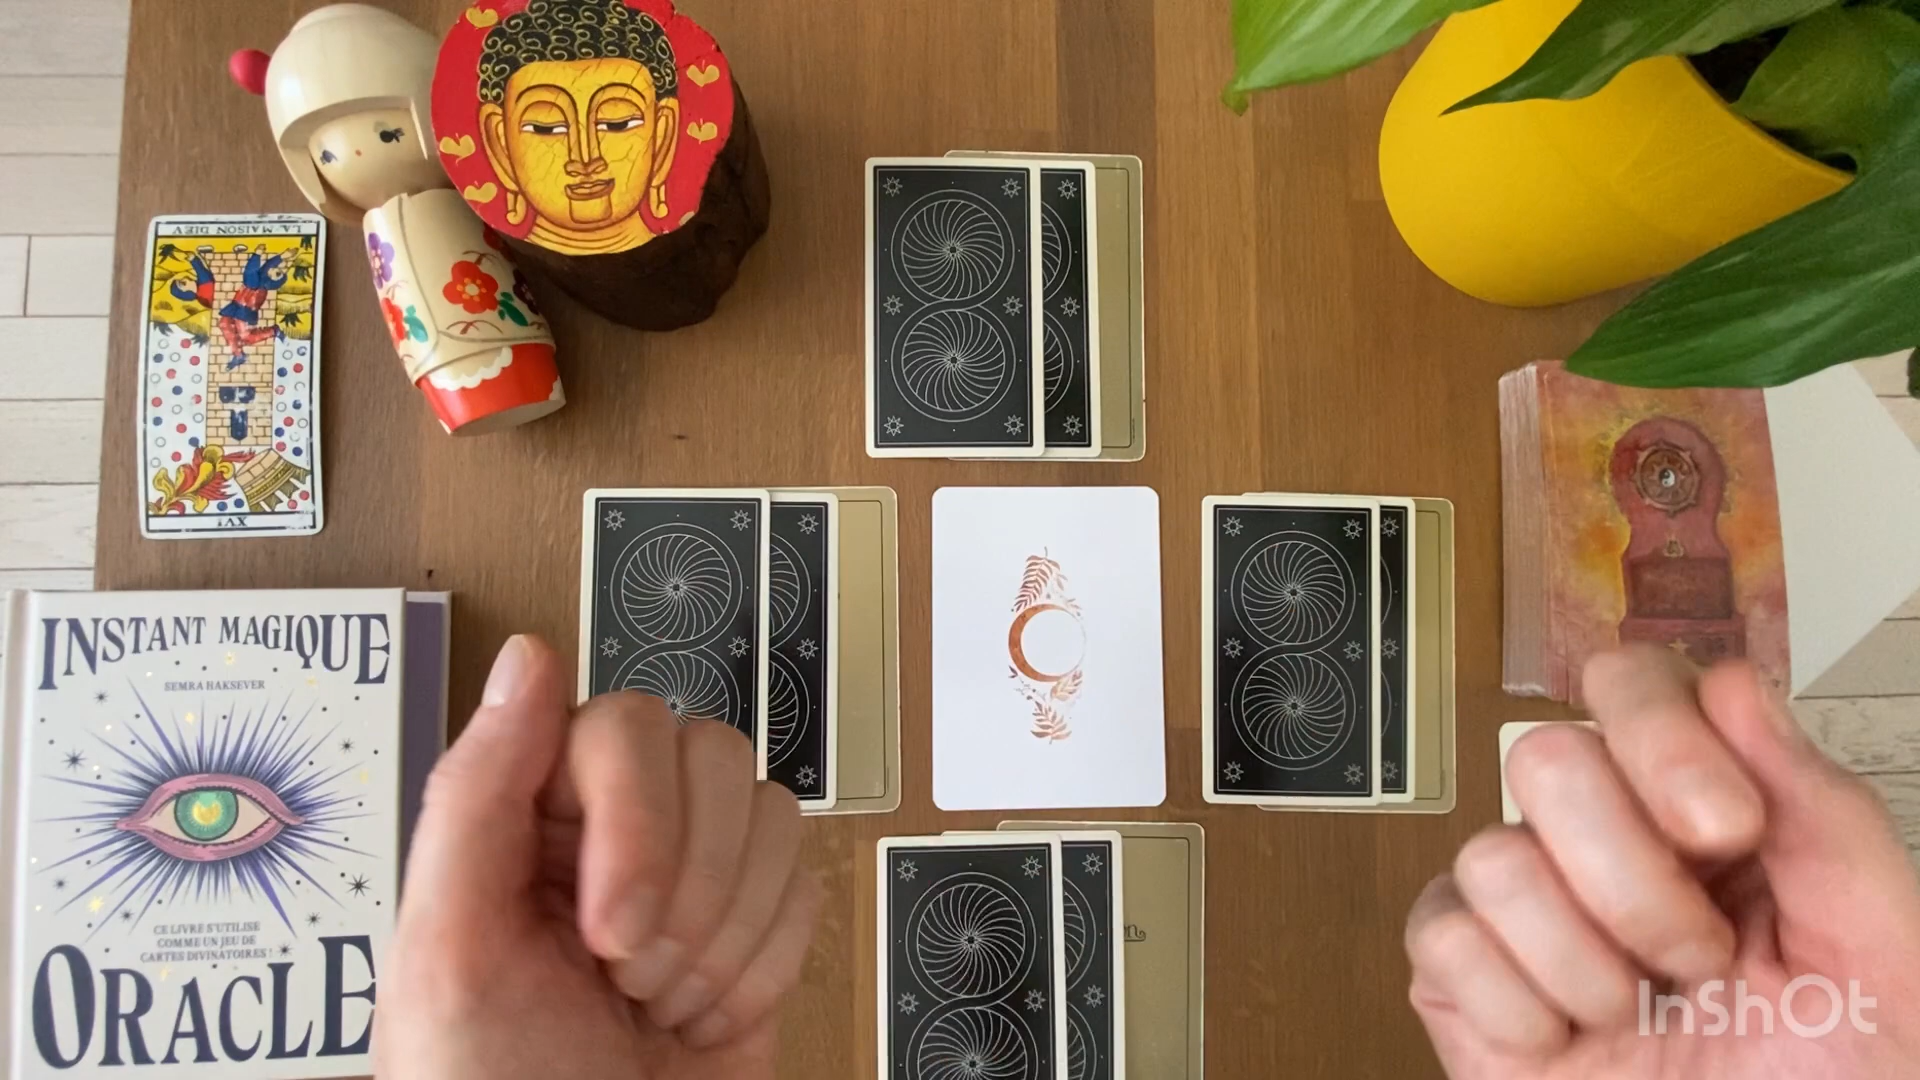 LA MAISON DIEV
XVI
INSTANT MAGIQUE
SEMRA HAKSEVER
CE LIVRE S'UTILISE
COMME UN JEU DE
CARTES DIVINATOIRES !
ORACLE
InShOt